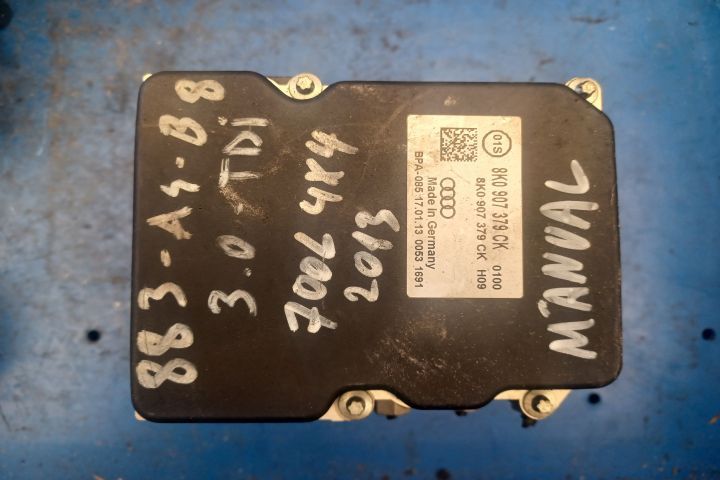 883-A4-B8
3.0 TDI
700L 4X4
2013
01S
8K0 907 379 CK 0100
8K0 907 379 CK H09
Made in Germany
BPA-085 17.01.13 0053 1691
MANUAL